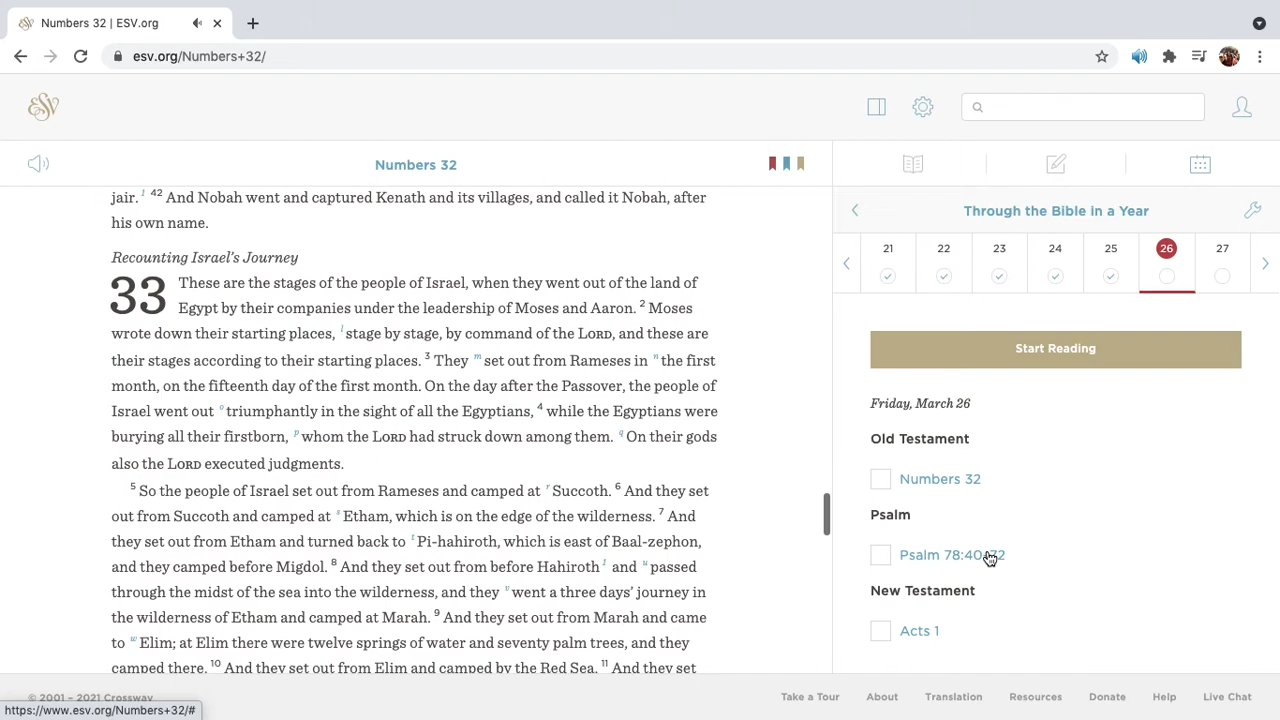 Numbers 32 | ESV.org
esv.org/Numbers+32/
ESV
Numbers 32
jair. 1 42 And Nobah went and captured Kenath and its villages, and called it Nobah, after
his own name.
Recounting Israel's Journey
33 These are the stages of the people of Israel, when they went out of the land of
Egypt by their companies under the leadership of Moses and Aaron. 2 Moses
wrote down their starting places, l stage by stage, by command of the LORD, and these are
their stages according to their starting places. 3 They m set out from Rameses in n the first
month, on the fifteenth day of the first month. On the day after the Passover, the people of
Israel went out o triumphantly in the sight of all the Egyptians, 4 while the Egyptians were
burying all their firstborn, p whom the LORD had struck down among them. q On their gods
also the LORD executed judgments.
5 So the people of Israel set out from Rameses and camped at r Succoth. 6 And they set
out from Succoth and camped at s Etham, which is on the edge of the wilderness. 7 And
they set out from Etham and turned back to t Pi-hahiroth, which is east of Baal-zephon,
and they camped before Migdol. 8 And they set out from before Hahiroth 1 and u passed
through the midst of the sea into the wilderness, and they v went a three days' journey in
the wilderness of Etham and camped at Marah. 9 And they set out from Marah and came
to w Elim; at Elim there were twelve springs of water and seventy palm trees, and they
camped there. 10 And they set out from Elim and camped by the Red Sea. 11 And they set
Through the Bible in a Year
21 22 23 24 25 26 27
Start Reading
Friday, March 26
Old Testament
Numbers 32
Psalm
Psalm 78:40-72
New Testament
Acts 1
© 2001 – 2021 Crossway
Take a Tour About Translation Resources Donate Help Live Chat
https://www.esv.org/Numbers+32/#